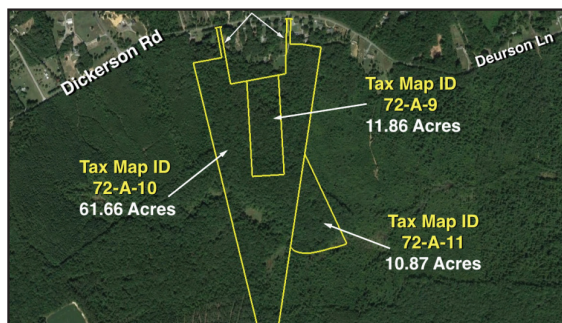 Dickerson Rd
Deurson Ln
Tax Map ID
72-A-9
11.86 Acres
Tax Map ID
72-A-10
61.66 Acres
Tax Map ID
72-A-11
10.87 Acres